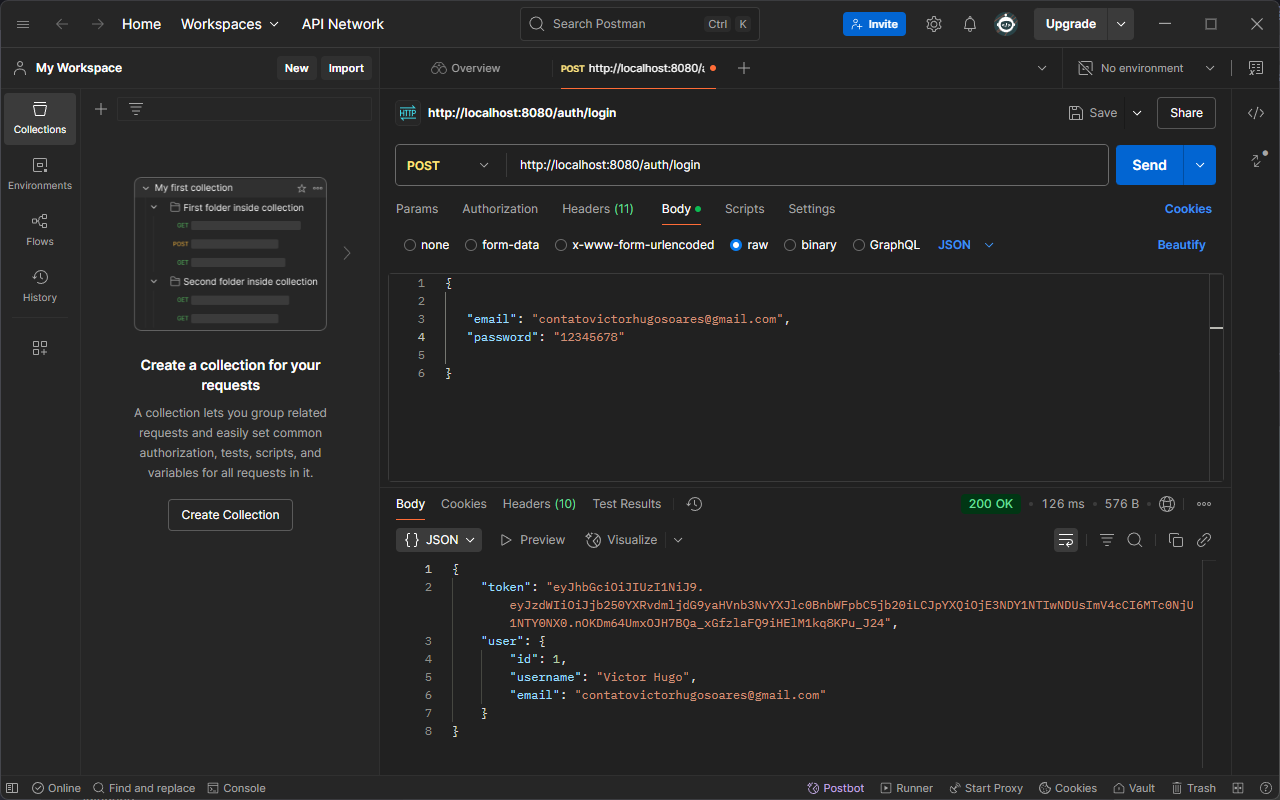 Home
Workspaces
API Network
Search Postman
Ctrl
K
Invite
Upgrade
My Workspace
New
Import
Overview
POST http://localhost:8080/a
No environment
Collections
Environments
Flows
History
My first collection
First folder inside collection
GET
POST
GET
Second folder inside collection
GET
GET
Create a collection for your
requests
A collection lets you group related
requests and easily set common
authorization, tests, scripts, and
variables for all requests in it.
Create Collection
HTTP
http://localhost:8080/auth/login
Save
Share
POST
http://localhost:8080/auth/login
Send
Params
Authorization
Headers (11)
Body
Scripts
Settings
Cookies
none
form-data
x-www-form-urlencoded
raw
binary
GraphQL
JSON
Beautify
1 {
2
3 "email": "contatovictorhugosoares@gmail.com",
4 "password": "12345678"
5
6 }
Body
Cookies
Headers (10)
Test Results
200 OK
126 ms
576 B
{} JSON
Preview
Visualize
1 {
2 "token": "eyJhbGciOiJIUzI1NiJ9.
eyJzdWIiOiJjb250YXRvdmljdG9yaHVnb3NvYXJlc0BnbWFpbC5jb20iLCJpYXQiOjE3NDY1NTIwNDUsImV4cCI6MTc0NjU
1NTY0NX0.nOKDm64UmxOJH7BQa_xGfzlaFQ9iHElM1kq8KPu_J24",
3 "user": {
4 "id": 1,
5 "username": "Victor Hugo",
6 "email": "contatovictorhugosoares@gmail.com"
7 }
8 }
Online
Find and replace
Console
Postbot
Runner
Start Proxy
Cookies
Vault
Trash